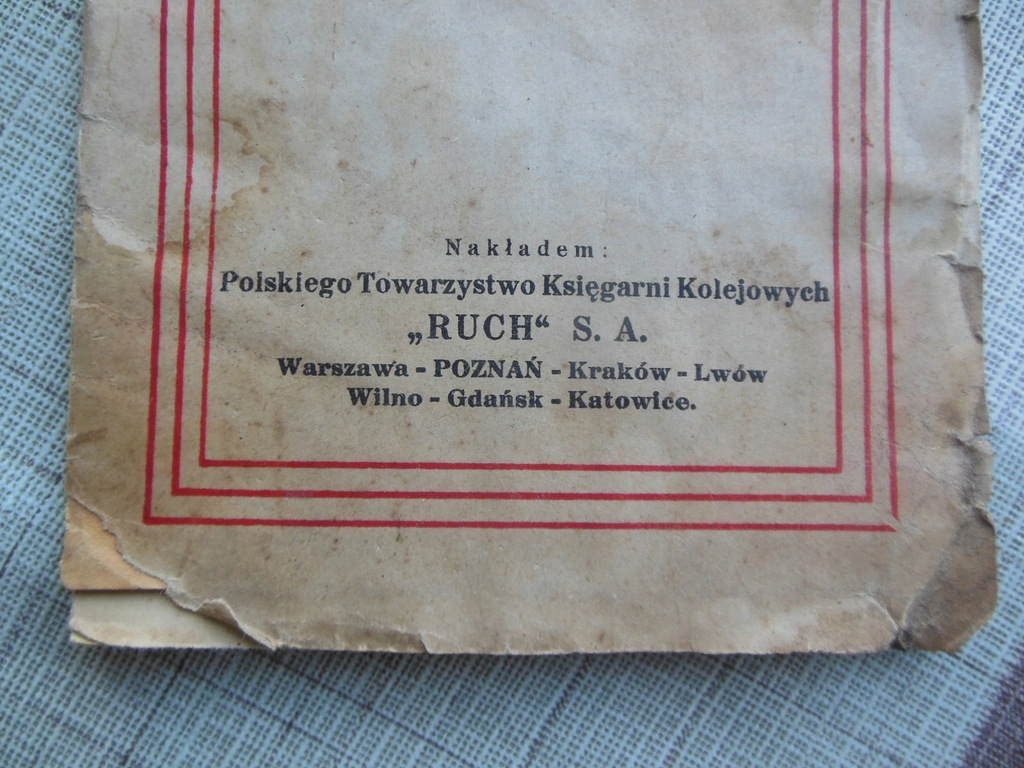 Nakładem:
Polskiego Towarzystwo Księgarni Kolejowych
„RUCH“ S. A.
Warszawa - POZNAŃ - Kraków - Lwów
Wilno - Gdańsk - Katowice.